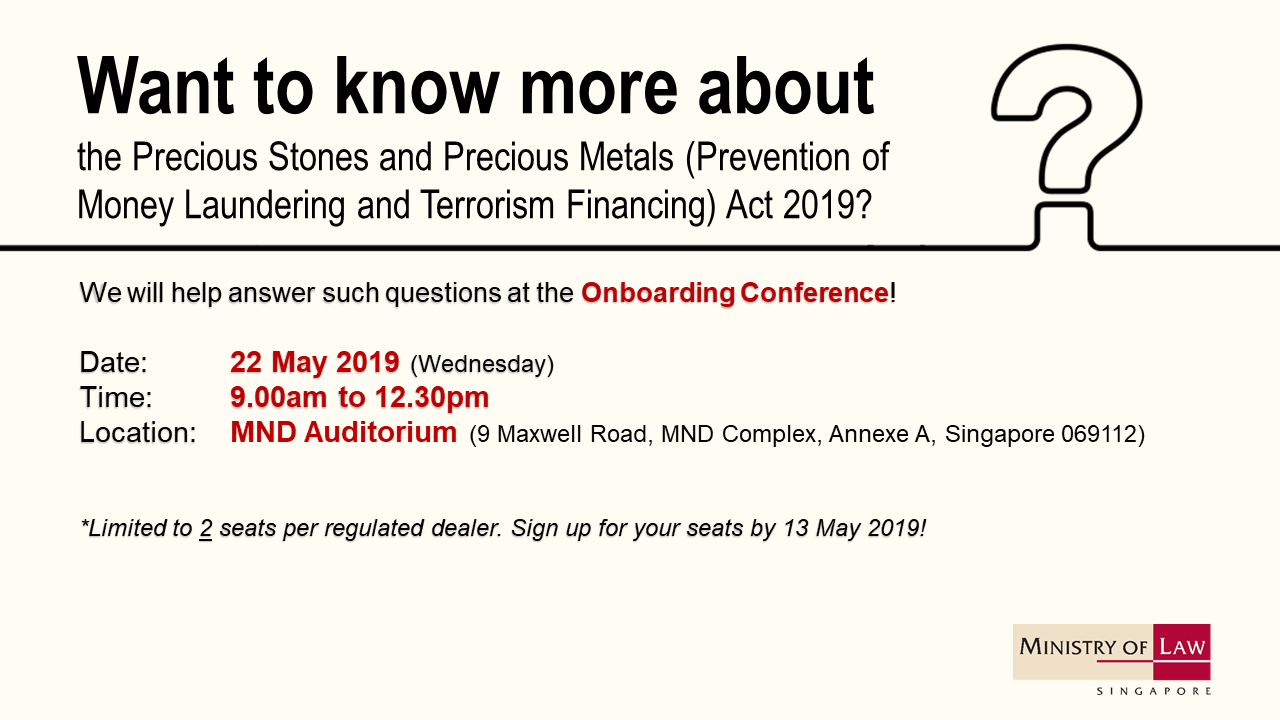 Want to know more about
the Precious Stones and Precious Metals (Prevention of
Money Laundering and Terrorism Financing) Act 2019?
We will help answer such questions at the Onboarding Conference!
Date: 22 May 2019 (Wednesday)
Time: 9.00am to 12.30pm
Location: MND Auditorium (9 Maxwell Road, MND Complex, Annexe A, Singapore 069112)
*Limited to 2 seats per regulated dealer. Sign up for your seats by 13 May 2019!
MINISTRY OF LAW
SINGAPORE